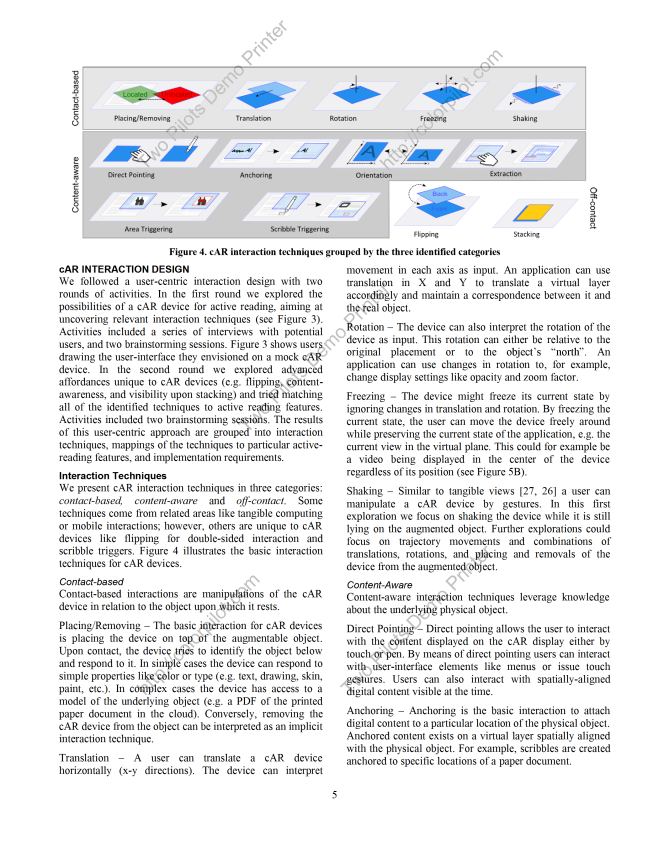 Contact-based
Located
Placing/Removing
Translation
Rotation
Freezing
Shaking
Content-aware
Direct Pointing
Anchoring
A
A
Orientation
Extraction
Area Triggering
Scribble Triggering
Back
Flipping
Stacking
Off-contact
Figure 4. cAR interaction techniques grouped by the three identified categories
cAR INTERACTION DESIGN
We followed a user-centric interaction design with two
rounds of activities. In the first round we explored the
possibilities of a cAR device for active reading, aiming at
uncovering relevant interaction techniques (see Figure 3).
Activities included a series of interviews with potential
users, and two brainstorming sessions. Figure 3 shows users
drawing the user-interface they envisioned on a mock cAR
device. In the second round we explored advanced
affordances unique to cAR devices (e.g. flipping, content-
awareness, and visibility upon stacking) and tried matching
all of the identified techniques to active reading features.
Activities included two brainstorming sessions. The results
of this user-centric approach are grouped into interaction
techniques, mappings of the techniques to particular active-
reading features, and implementation requirements.
Interaction Techniques
We present cAR interaction techniques in three categories:
contact-based, content-aware and off-contact. Some
techniques come from related areas like tangible computing
or mobile interactions; however, others are unique to cAR
devices like flipping for double-sided interaction and
scribble triggers. Figure 4 illustrates the basic interaction
techniques for cAR devices.
Contact-based
Contact-based interactions are manipulations of the cAR
device in relation to the object upon which it rests.
Placing/Removing – The basic interaction for cAR devices
is placing the device on top of the augmentable object.
Upon contact, the device tries to identify the object below
and respond to it. In simple cases the device can respond to
simple properties like color or type (e.g. text, drawing, skin,
paint, etc.). In complex cases the device has access to a
model of the underlying object (e.g. a PDF of the printed
paper document in the cloud). Conversely, removing the
cAR device from the object can be interpreted as an implicit
interaction technique.
Translation – A user can translate a cAR device
horizontally (x-y directions). The device can interpret
movement in each axis as input. An application can use
translation in X and Y to translate a virtual layer
accordingly and maintain a correspondence between it and
the real object.
Rotation – The device can also interpret the rotation of the
device as input. This rotation can either be relative to the
original placement or to the object’s “north”. An
application can use changes in rotation to, for example,
change display settings like opacity and zoom factor.
Freezing – The device might freeze its current state by
ignoring changes in translation and rotation. By freezing the
current state, the user can move the device freely around
while preserving the current state of the application, e.g. the
current view in the virtual plane. This could for example be
a video being displayed in the center of the device
regardless of its position (see Figure 5B).
Shaking – Similar to tangible views [27, 26] a user can
manipulate a cAR device by gestures. In this first
exploration we focus on shaking the device while it is still
lying on the augmented object. Further explorations could
focus on trajectory movements and combinations of
translations, rotations, and placing and removals of the
device from the augmented object.
Content-Aware
Content-aware interaction techniques leverage knowledge
about the underlying physical object.
Direct Pointing – Direct pointing allows the user to interact
with the content displayed on the cAR display either by
touch or pen. By means of direct pointing users can interact
with user-interface elements like menus or issue touch
gestures. Users can also interact with spatially-aligned
digital content visible at the time.
Anchoring – Anchoring is the basic interaction to attach
digital content to a particular location of the physical object.
Anchored content exists on a virtual layer spatially aligned
with the physical object. For example, scribbles are created
anchored to specific locations of a paper document.
5
Two Pilots Demo Printer
http://colorpilot.com
Two Pilots Demo Printer
http://colorpilot.com
Two Pilots Demo Printer